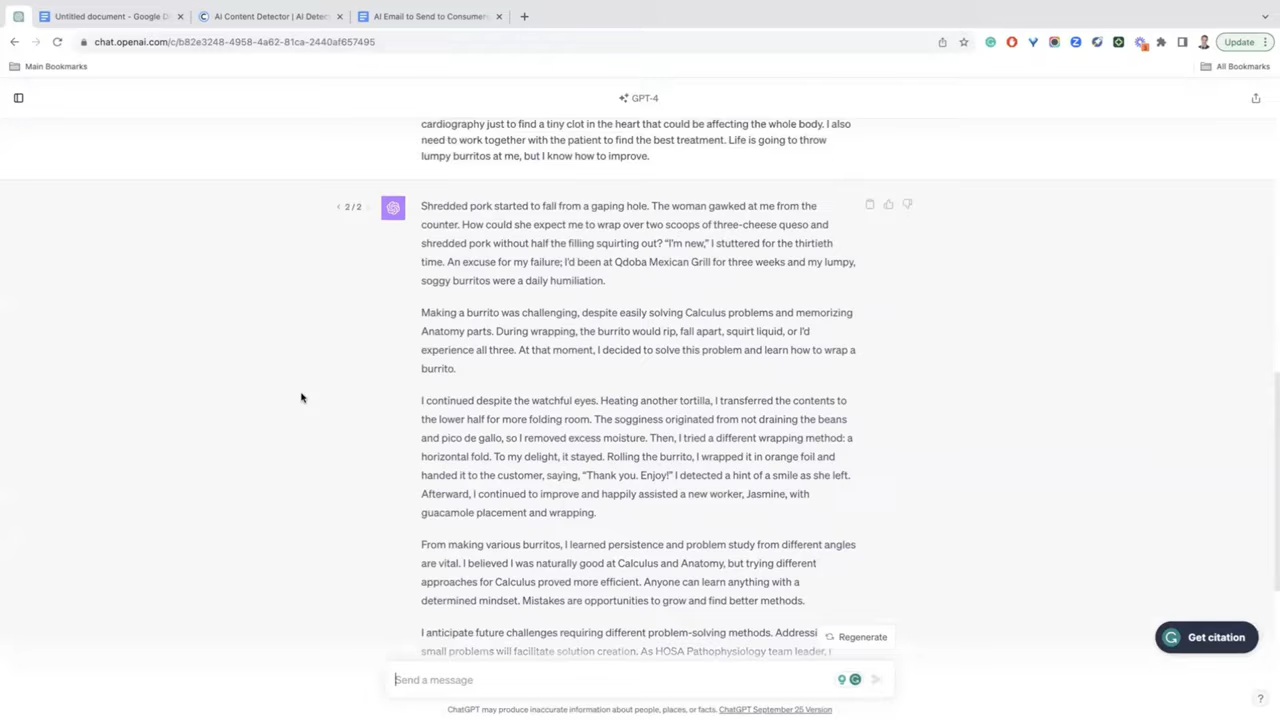 Untitled document - Google D
AI Content Detector | AI Detec
AI Email to Send to Consumer
chat.openai.com/c/b82e3248-4958-4a62-81ca-2440af657495
Update
Main Bookmarks
All Bookmarks
GPT-4
cardiography just to find a tiny clot in the heart that could be affecting the whole body. I also
need to work together with the patient to find the best treatment. Life is going to throw
lumpy burritos at me, but I know how to improve.
< 2/2
Shredded pork started to fall from a gaping hole. The woman gawked at me from the
counter. How could she expect me to wrap over two scoops of three-cheese queso and
shredded pork without half the filling squirting out? “I’m new,” I stuttered for the thirtieth
time. An excuse for my failure; I’d been at Qdoba Mexican Grill for three weeks and my lumpy,
soggy burritos were a daily humiliation.
Making a burrito was challenging, despite easily solving Calculus problems and memorizing
Anatomy parts. During wrapping, the burrito would rip, fall apart, squirt liquid, or I’d
experience all three. At that moment, I decided to solve this problem and learn how to wrap a
burrito.
I continued despite the watchful eyes. Heating another tortilla, I transferred the contents to
the lower half for more folding room. The sogginess originated from not draining the beans
and pico de gallo, so I removed excess moisture. Then, I tried a different wrapping method: a
horizontal fold. To my delight, it stayed. Rolling the burrito, I wrapped it in orange foil and
handed it to the customer, saying, “Thank you. Enjoy!” I detected a hint of a smile as she left.
Afterward, I continued to improve and happily assisted a new worker, Jasmine, with
guacamole placement and wrapping.
From making various burritos, I learned persistence and problem study from different angles
are vital. I believed I was naturally good at Calculus and Anatomy, but trying different
approaches for Calculus proved more efficient. Anyone can learn anything with a
determined mindset. Mistakes are opportunities to grow and find better methods.
I anticipate future challenges requiring different problem-solving methods. Addressi
Regenerate
small problems will facilitate solution creation. As HOSA Pathophysiology team leader, I
Get citation
Send a message
ChatGPT may produce inaccurate information about people, places, or facts. ChatGPT September 25 Version
?